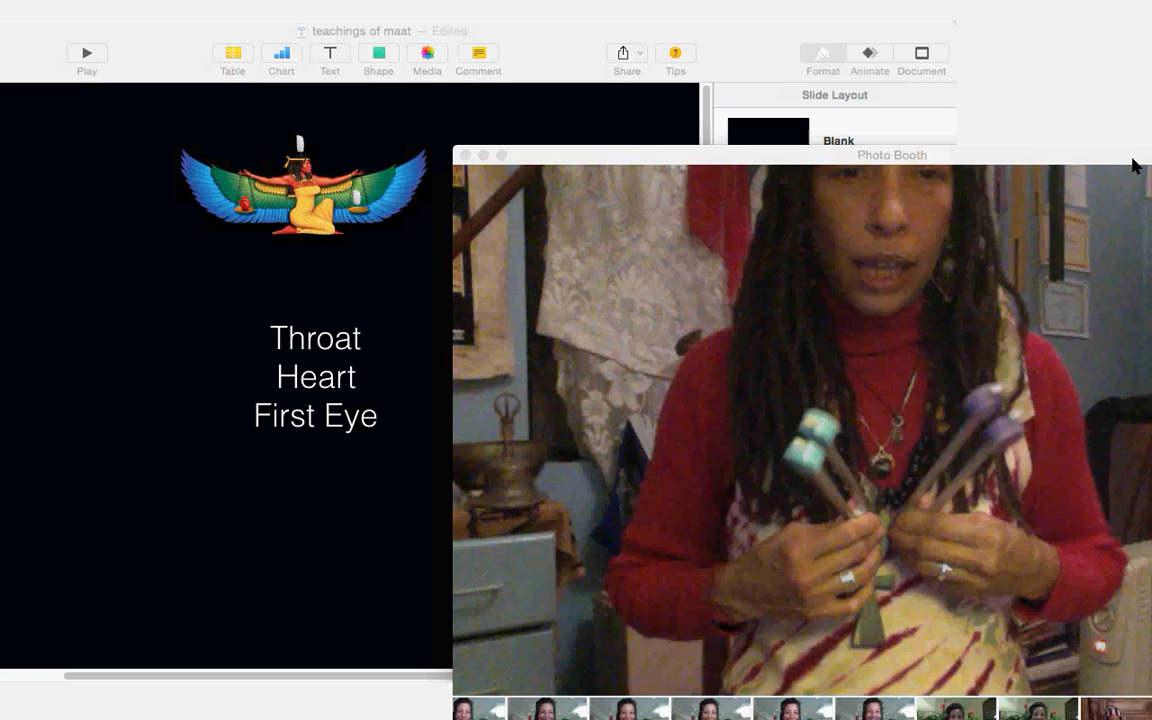 teachings of maat — Edited
Play
Table
Chart
Text
Shape
Media
Comment
Share
Tips
Format
Animate
Document
Slide Layout
Blank
Photo Booth
Throat
Heart
First Eye